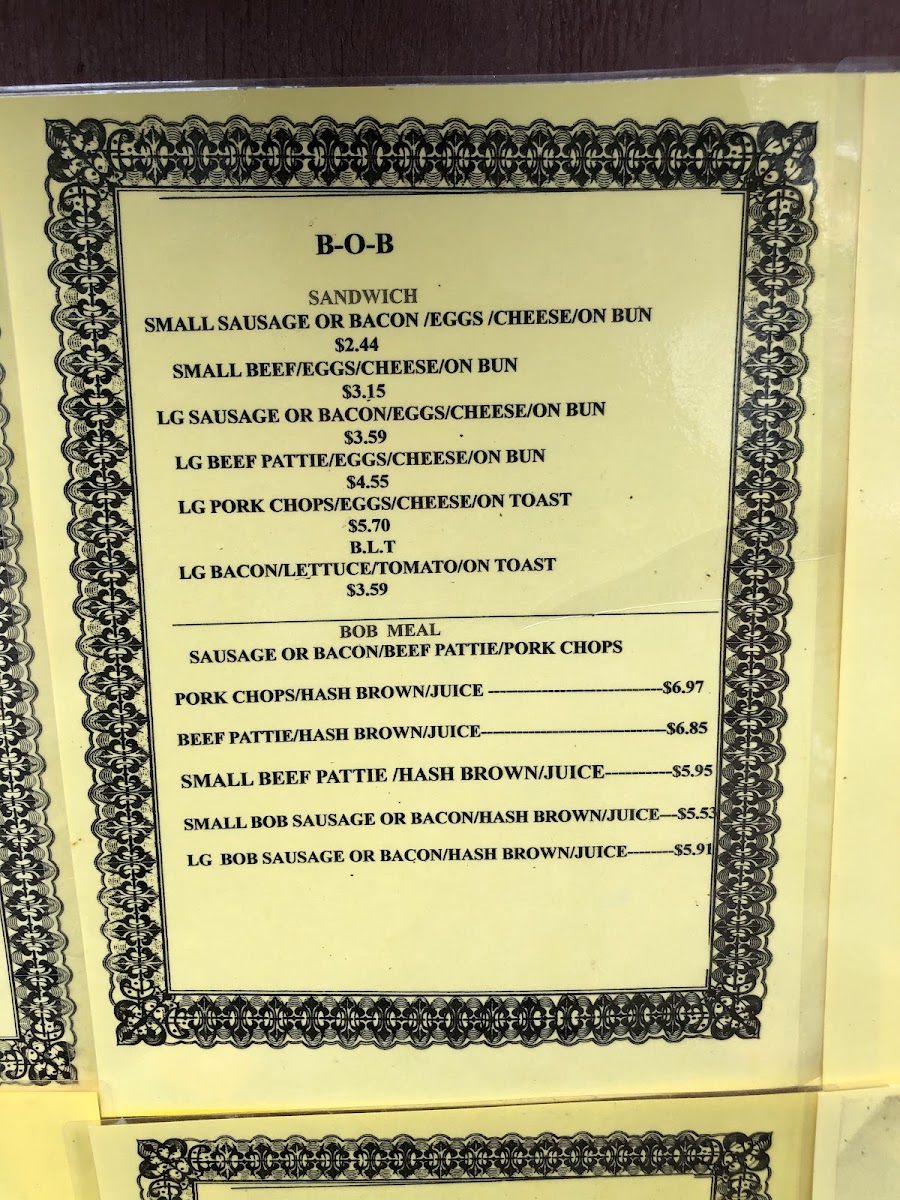 B-O-B
SANDWICH
SMALL SAUSAGE OR BACON /EGGS /CHEESE/ON BUN
$2.44
SMALL BEEF/EGGS/CHEESE/ON BUN
$3.15
LG SAUSAGE OR BACON/EGGS/CHEESE/ON BUN
$3.59
LG BEEF PATTIE/EGGS/CHEESE/ON BUN
$4.55
LG PORK CHOPS/EGGS/CHEESE/ON TOAST
$5.70
B.L.T
LG BACON/LETTUCE/TOMATO/ON TOAST
$3.59
BOB MEAL
SAUSAGE OR BACON/BEEF PATTIE/PORK CHOPS
PORK CHOPS/HASH BROWN/JUICE ------------------------------$6.97
BEEF PATTIE/HASH BROWN/JUICE--------------------------------$6.85
SMALL BEEF PATTIE /HASH BROWN/JUICE-----------$5.95
SMALL BOB SAUSAGE OR BACON/HASH BROWN/JUICE---$5.53
LG BOB SAUSAGE OR BACON/HASH BROWN/JUICE--------$5.91